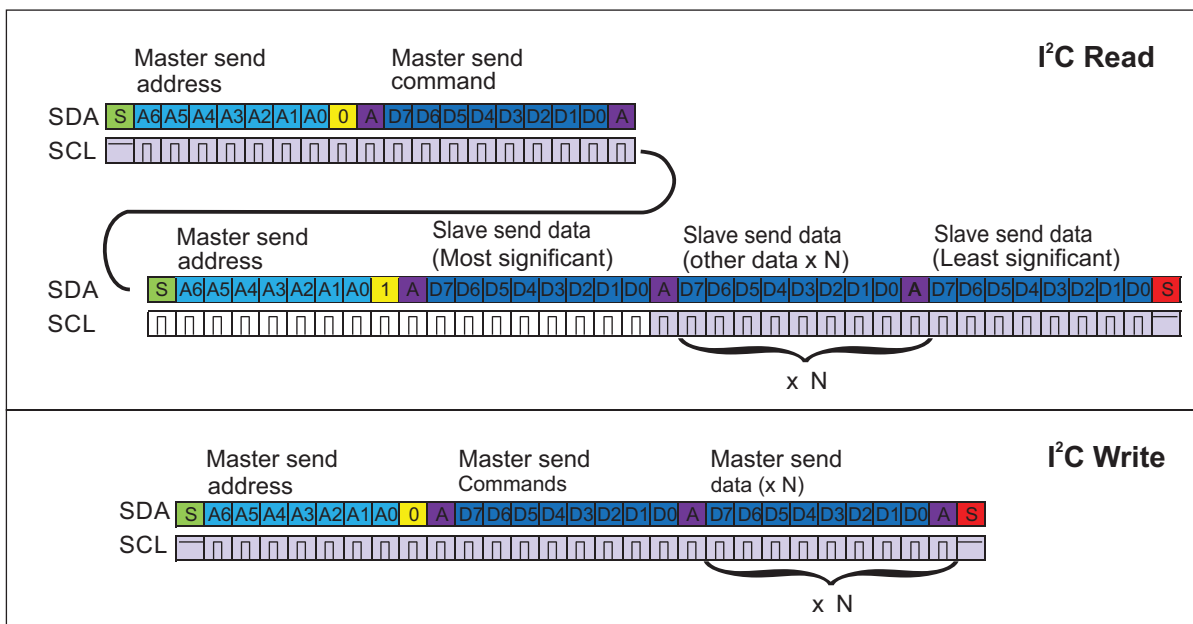 I²C Read
Master send address
Master send command
SDA S A6 A5 A4 A3 A2 A1 A0 0 A D7 D6 D5 D4 D3 D2 D1 D0 A
SCL
Master send address
Slave send data (Most significant)
Slave send data (other data x N)
Slave send data (Least significant)
SDA S A6 A5 A4 A3 A2 A1 A0 1 A D7 D6 D5 D4 D3 D2 D1 D0 A D7 D6 D5 D4 D3 D2 D1 D0 A D7 D6 D5 D4 D3 D2 D1 D0 S
SCL
x N
I²C Write
Master send address
Master send Commands
Master send data (x N)
SDA S A6 A5 A4 A3 A2 A1 A0 0 A D7 D6 D5 D4 D3 D2 D1 D0 A D7 D6 D5 D4 D3 D2 D1 D0 A S
SCL
x N